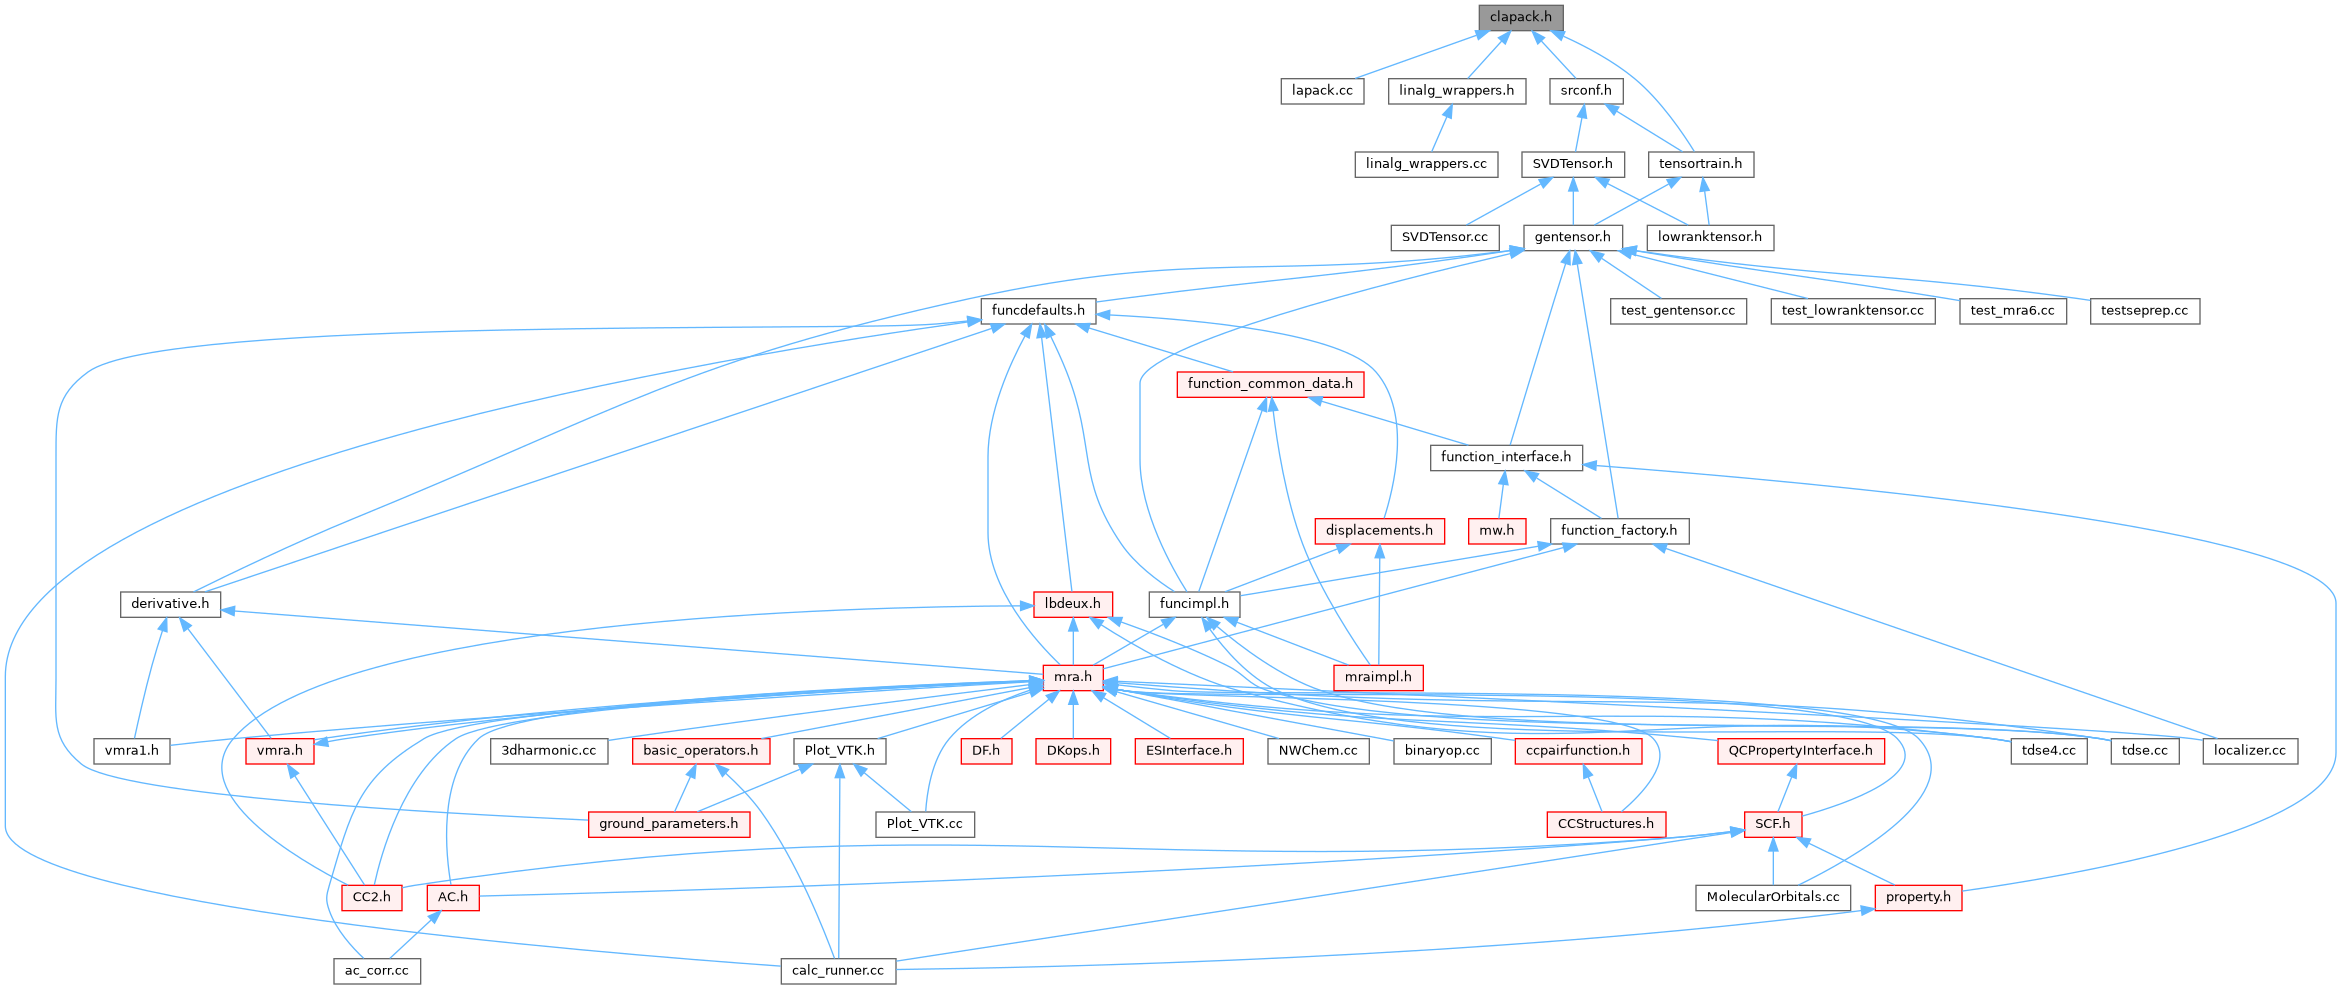 clapack.h
lapack.cc
linalg_wrappers.h
srconf.h
linalg_wrappers.cc
SVDTensor.h
tensortrain.h
SVDTensor.cc
gentensor.h
lowranktensor.h
funcdefaults.h
test_gentensor.cc
test_lowranktensor.cc
test_mra6.cc
testseprep.cc
function_common_data.h
function_interface.h
displacements.h
mw.h
function_factory.h
derivative.h
lbdeux.h
funcimpl.h
mra.h
mraimpl.h
vmra1.h
vmra.h
3dharmonic.cc
basic_operators.h
Plot_VTK.h
DF.h
DKops.h
ESInterface.h
NWChem.cc
binaryop.cc
ccpairfunction.h
QCPropertyInterface.h
tdse4.cc
tdse.cc
localizer.cc
ground_parameters.h
Plot_VTK.cc
CCStructures.h
SCF.h
CC2.h
AC.h
MolecularOrbitals.cc
property.h
ac_corr.cc
calc_runner.cc